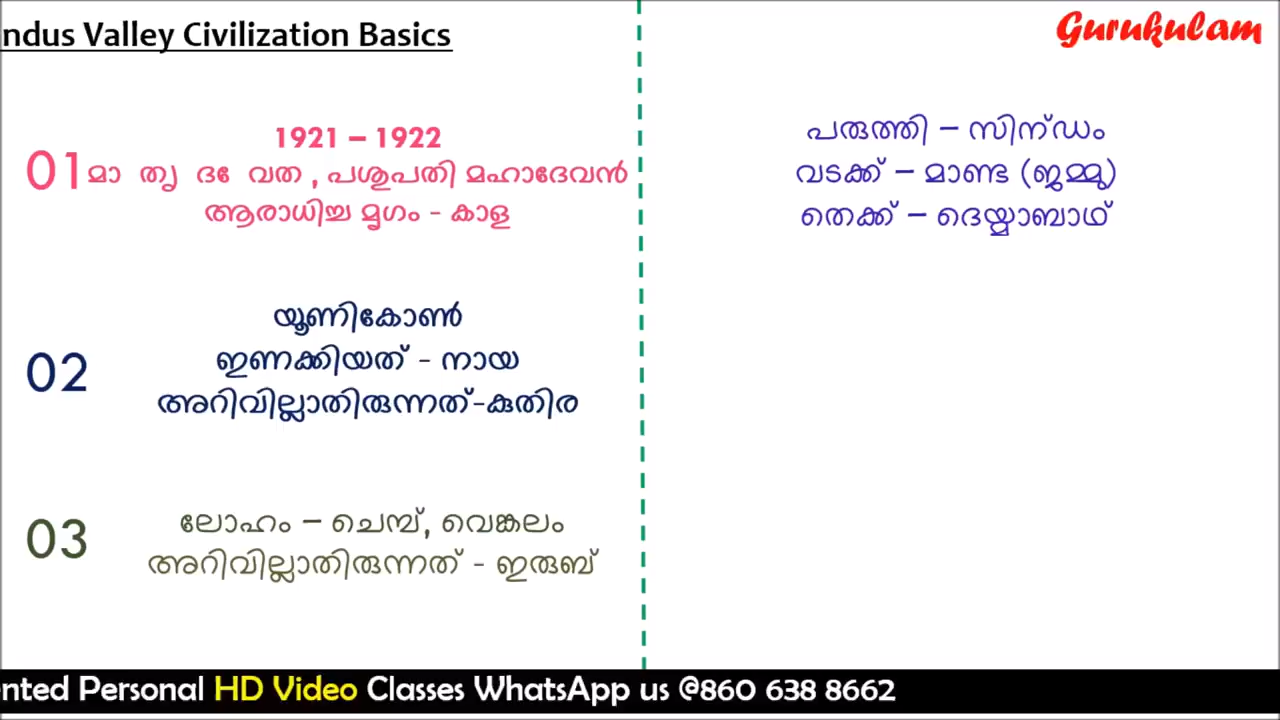 ndus Valley Civilization Basics
Gurukulam
01
1921 – 1922
മാ തൃ ദേ വത , പശുപതി മഹാദേവൻ
ആരാധിച്ച മൃഗം - കാള
02
യൂണികോൺ
ഇണക്കിയത് - നായ
അറിവില്ലാതിരുന്നത്-കുതിര
03
ലോഹം – ചെമ്പ്, വെങ്കലം
അറിവില്ലാതിരുന്നത് - ഇരുബ്
പരുത്തി – സിന്ഡം
വടക്ക് – മാണ്ട (ജമ്മു)
തെക്ക് – ദെയ്മാബാഥ്
nted Personal HD Video Classes WhatsApp us @860 638 8662